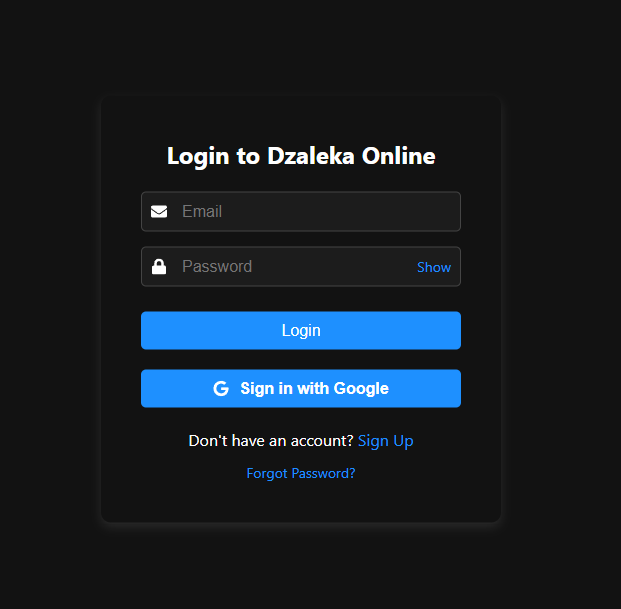 Login to Dzaleka Online
Email
Password Show
Login
Sign in with Google
Don't have an account? Sign Up
Forgot Password?